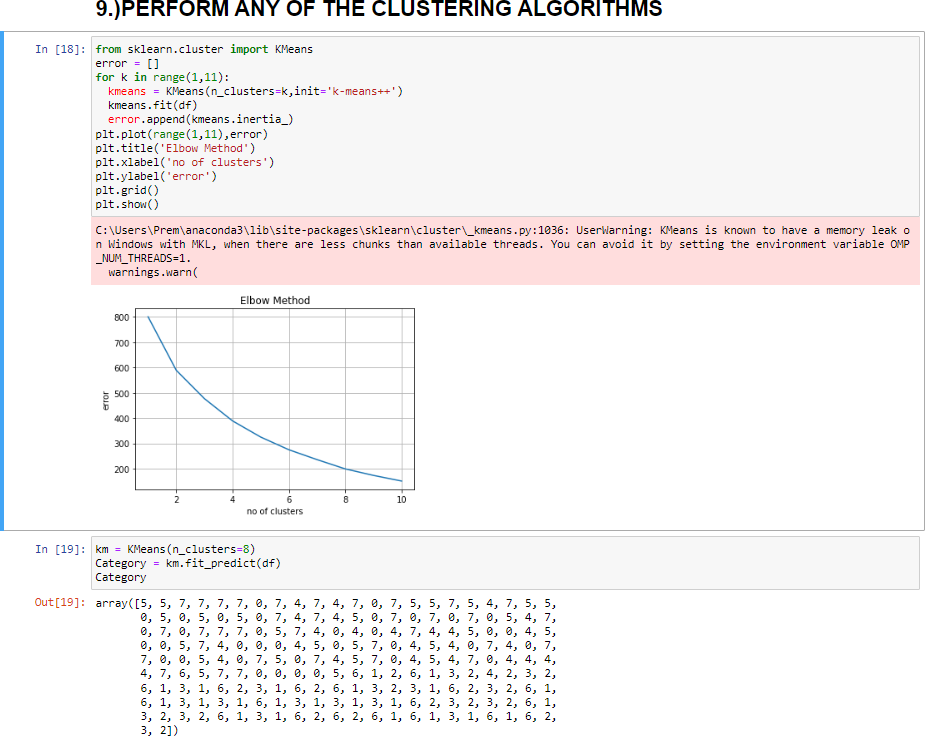 9.)PERFORM ANY OF THE CLUSTERING ALGORITHMS
In [18]: from sklearn.cluster import KMeans
error = []
for k in range(1,11):
kmeans = KMeans(n_clusters=k,init='k-means++')
kmeans.fit(df)
error.append(kmeans.inertia_)
plt.plot(range(1,11),error)
plt.title('Elbow Method')
plt.xlabel('no of clusters')
plt.ylabel('error')
plt.grid()
plt.show()
C:\Users\Prem\anaconda3\lib\site-packages\sklearn\cluster\_kmeans.py:1036: UserWarning: KMeans is known to have a memory leak o
n Windows with MKL, when there are less chunks than available threads. You can avoid it by setting the environment variable OMP
_NUM_THREADS=1.
warnings.warn(
Elbow Method
800
700
600
500
400
300
200
error
2 4 6 8 10
no of clusters
In [19]: km = KMeans(n_clusters=8)
Category = km.fit_predict(df)
Category
Out[19]: array([5, 5, 7, 7, 7, 7, 0, 7, 4, 7, 4, 7, 0, 7, 5, 5, 7, 5, 4, 7, 5, 5,
0, 5, 0, 5, 0, 5, 0, 7, 4, 7, 4, 5, 0, 7, 0, 7, 0, 7, 0, 5, 4, 7,
0, 7, 0, 7, 7, 7, 0, 5, 7, 4, 0, 4, 0, 4, 7, 4, 4, 5, 0, 0, 4, 5,
0, 0, 5, 7, 4, 0, 0, 0, 4, 5, 0, 5, 7, 0, 4, 5, 4, 0, 7, 4, 0, 7,
7, 0, 0, 5, 4, 0, 7, 5, 0, 7, 4, 5, 7, 0, 4, 5, 4, 7, 0, 4, 4, 4,
4, 7, 6, 5, 7, 7, 0, 0, 0, 0, 5, 6, 1, 2, 6, 1, 3, 2, 4, 2, 3, 2,
6, 1, 3, 1, 6, 2, 3, 1, 6, 2, 6, 1, 3, 2, 3, 1, 6, 2, 3, 2, 6, 1,
6, 1, 3, 1, 3, 1, 6, 1, 3, 1, 3, 1, 3, 1, 6, 2, 3, 2, 3, 2, 6, 1,
3, 2, 3, 2, 6, 1, 3, 1, 6, 2, 6, 2, 6, 1, 6, 1, 3, 1, 6, 1, 6, 2,
3, 2])